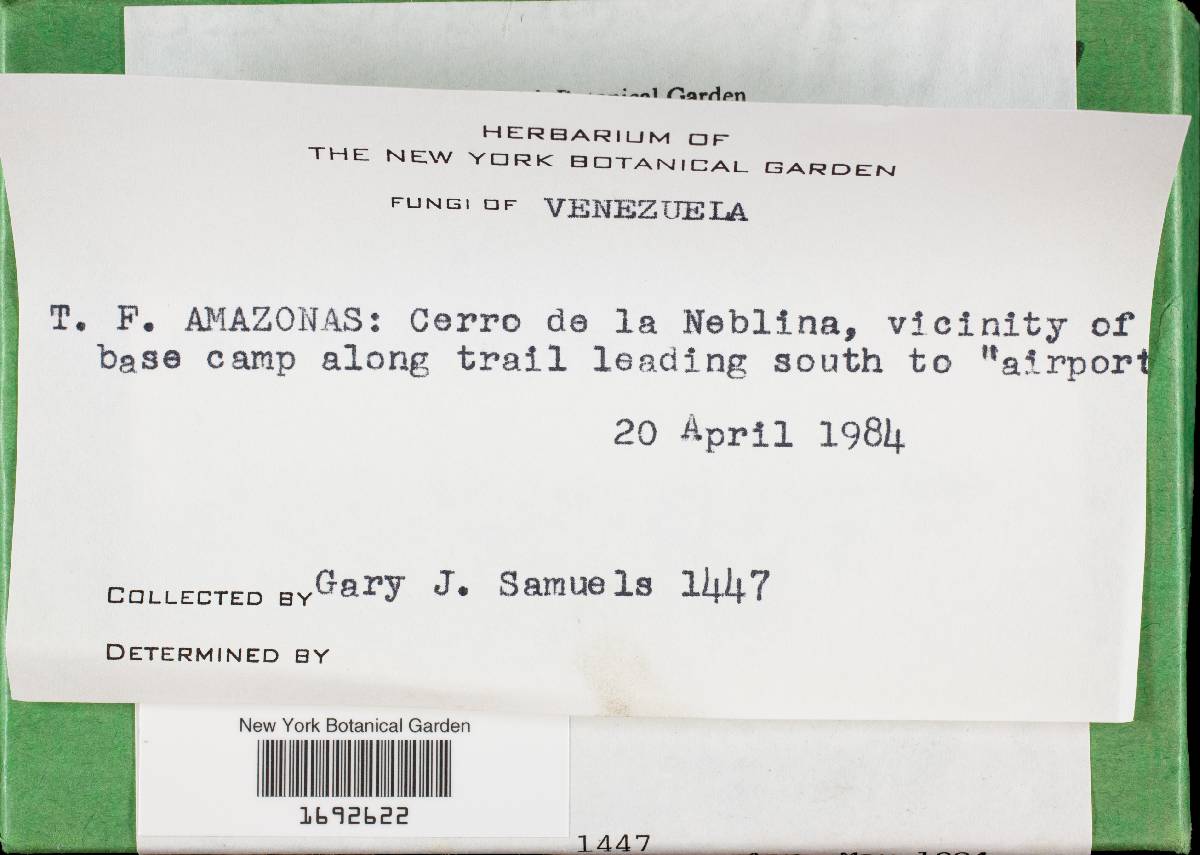 Garden
HERBARIUM OF
THE NEW YORK BOTANICAL GARDEN
FUNGI OF VENEZUELA
T. F. AMAZONAS: Cerro de la Neblina, vicinity of
base camp along trail leading south to "airport
20 April 1984
COLLECTED BY Gary J. Samuels 1447
DETERMINED BY
New York Botanical Garden
1692622
1447